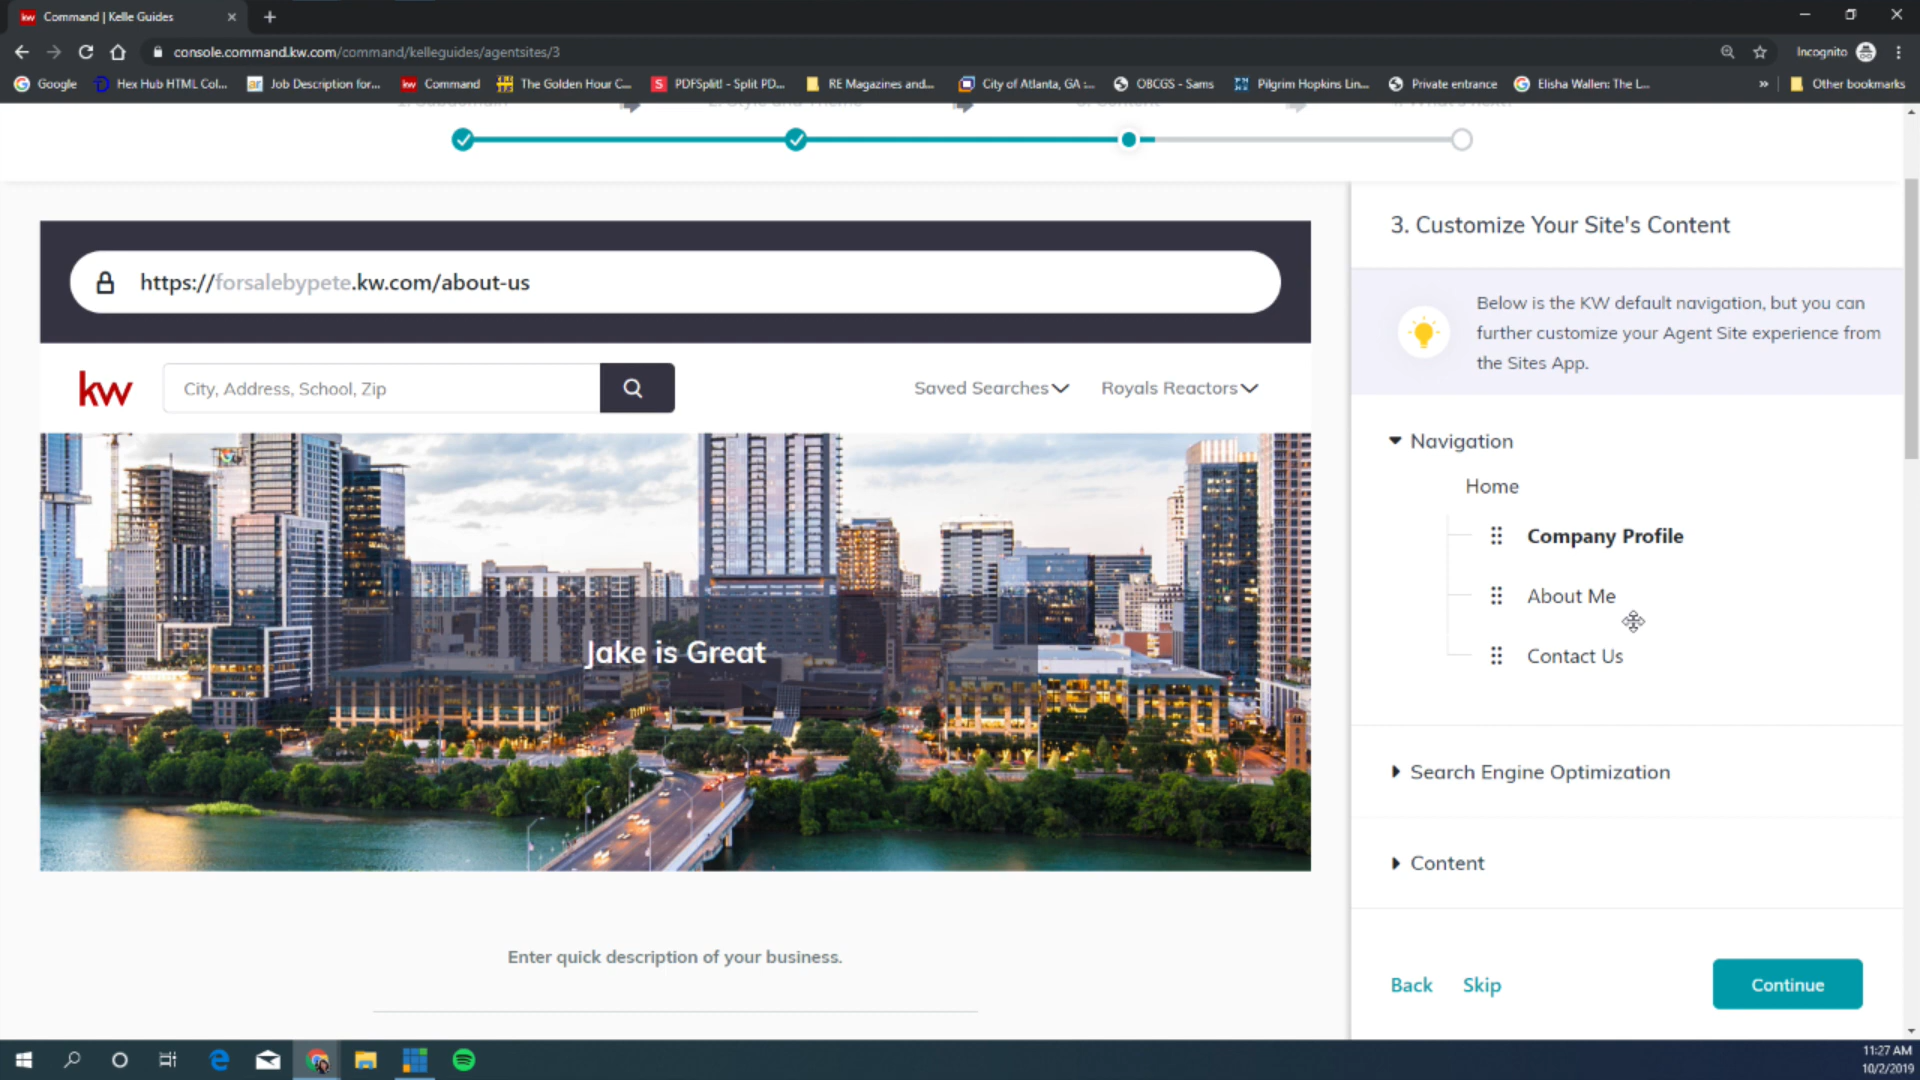 kw Command | Kelle Guides
console.command.kw.com/command/kelleguides/agentsites/3
Incognito
Google
Hex Hub HTML Col...
ar Job Description for...
kw Command
The Golden Hour C...
S PDFSplit! - Split PD...
RE Magazines and...
City of Atlanta, GA :...
OBCGS - Sams
Pilgrim Hopkins Lin...
Private entrance
Elisha Wallen: The L...
»
Other bookmarks
3. Customize Your Site's Content
https://forsalebypete.kw.com/about-us
Below is the KW default navigation, but you can
further customize your Agent Site experience from
the Sites App.
kw
City, Address, School, Zip
Saved Searches
Royals Reactors
Navigation
Home
Company Profile
About Me
Contact Us
Jake is Great
Search Engine Optimization
Content
Enter quick description of your business.
Back
Skip
Continue
11:27 AM
10/2/2019